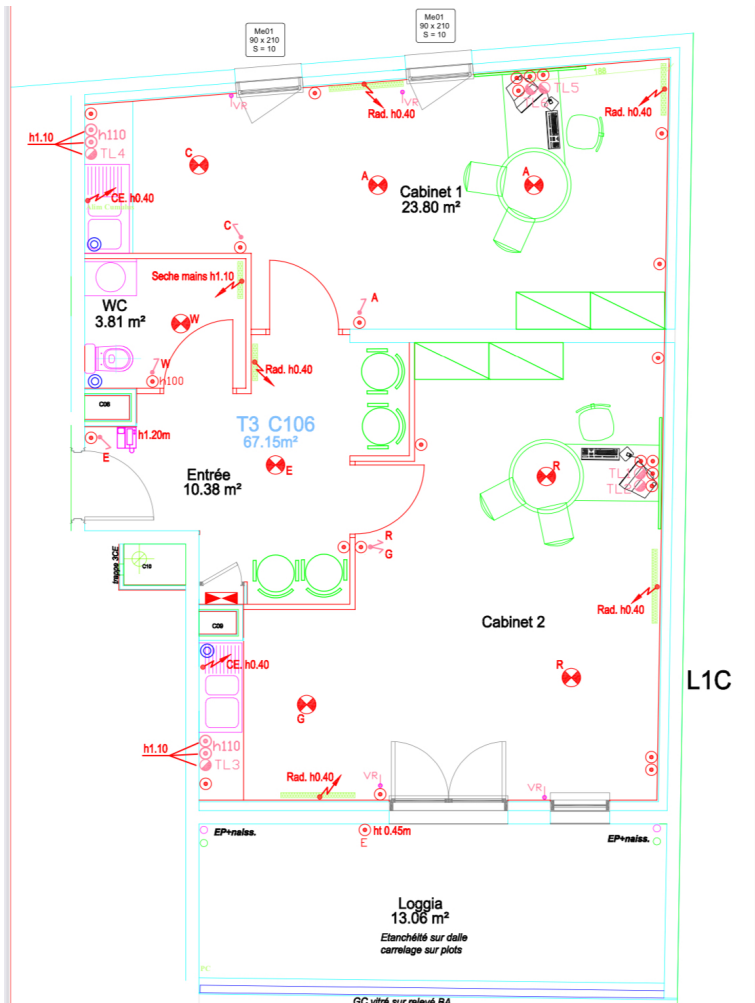 Me01
90 x 210
S = 10
Me01
90 x 210
S = 10
VR
Rad. h0.40
VR
TL5
TL6
180
Rad. h0.40
h1.10
h110
TL4
C
A
Cabinet 1
23.80 m²
A
CE. h0.40
C
Seche mains h1.10
A
WC
3.81 m²
W
W
h100
Rad. h0.40
C08
T3 C106
67.15m²
h1.20m
E
Entrée
10.38 m²
E
R
R
G
trappe 3CE.
C10
C09
Cabinet 2
Rad. h0.40
CE. h0.40
R
L1C
G
h1.10
h110
TL3
Rad. h0.40
VR
VR
EP+naiss.
ht 0.45m
E
EP+naiss.
Loggia
13.06 m²
Etanchéité sur dalle
carrelage sur plots
GC vitré sur relevé BA